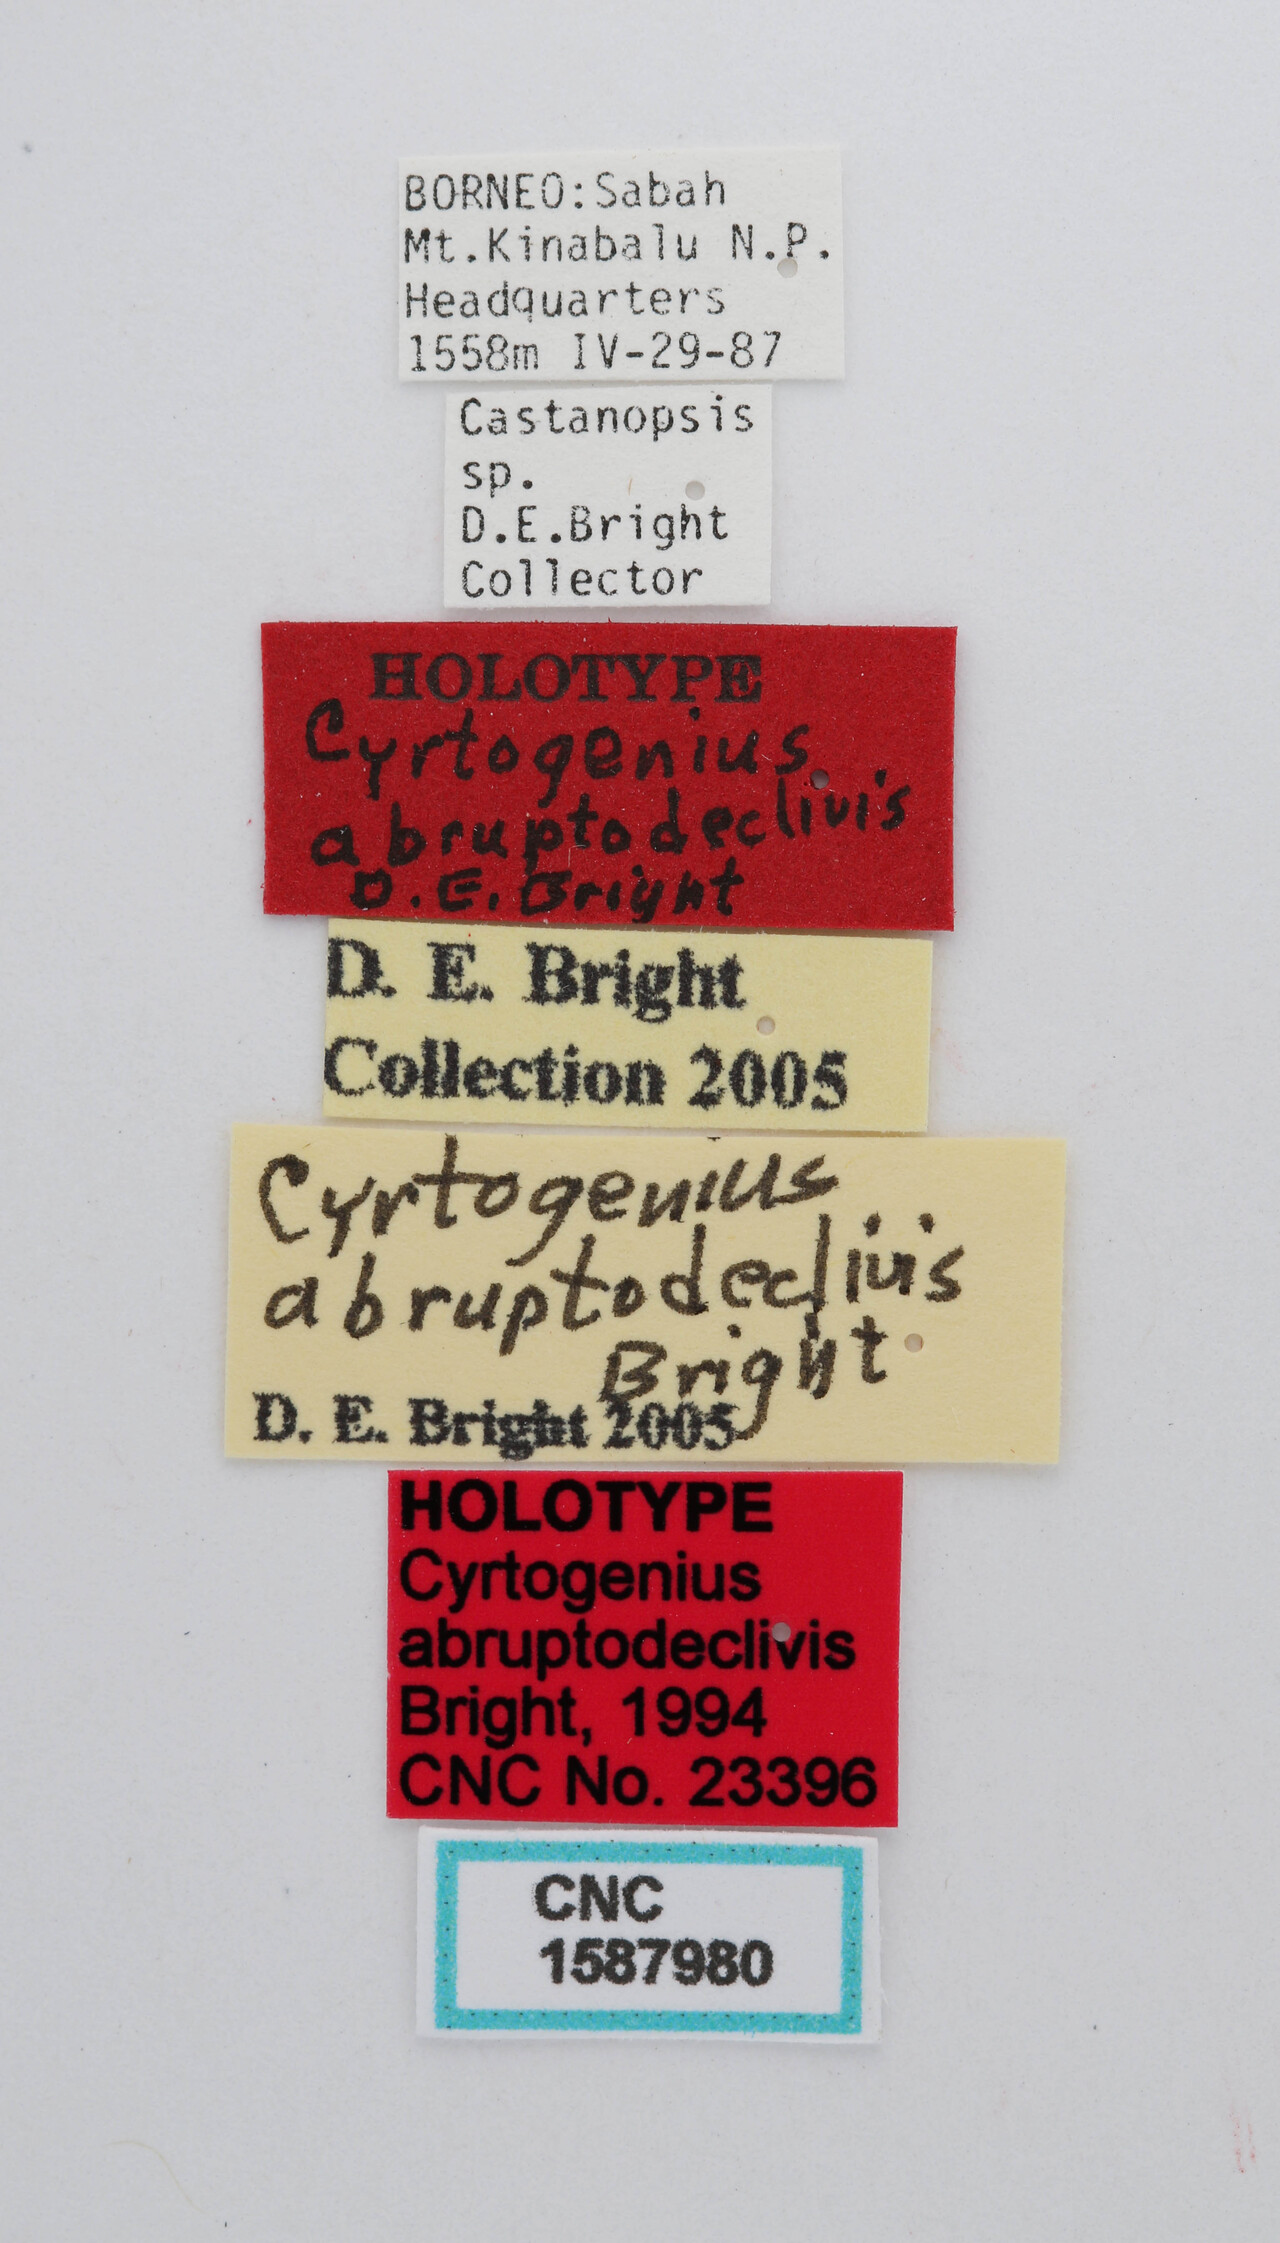 BORNEO:Sabah
Mt.Kinabalu N.P.
Headquarters
1558m IV-29-87
Castanopsis
sp.
D.E.Bright
Collector
HOLOTYPE
Cyrtogenius
abruptodeclivis
D.E.Bright
D. E. Bright
Collection 2005
Cyrtogenius
abruptodeclivis
Bright
D. E. Bright 2005
HOLOTYPE
Cyrtogenius
abruptodeclivis
Bright, 1994
CNC No. 23396
CNC
1587980